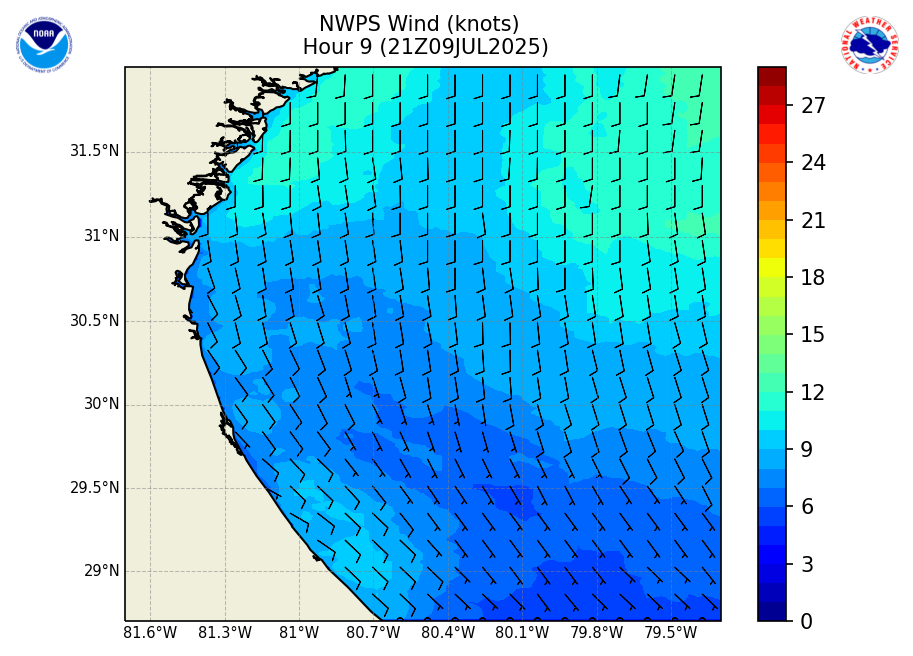 NWPS Wind (knots)
Hour 9 (21Z09JUL2025)
NOAA
NATIONAL WEATHER SERVICE
31.5°N
31°N
30.5°N
30°N
29.5°N
29°N
81.6°W 81.3°W 81°W 80.7°W 80.4°W 80.1°W 79.8°W 79.5°W
27
24
21
18
15
12
9
6
3
0